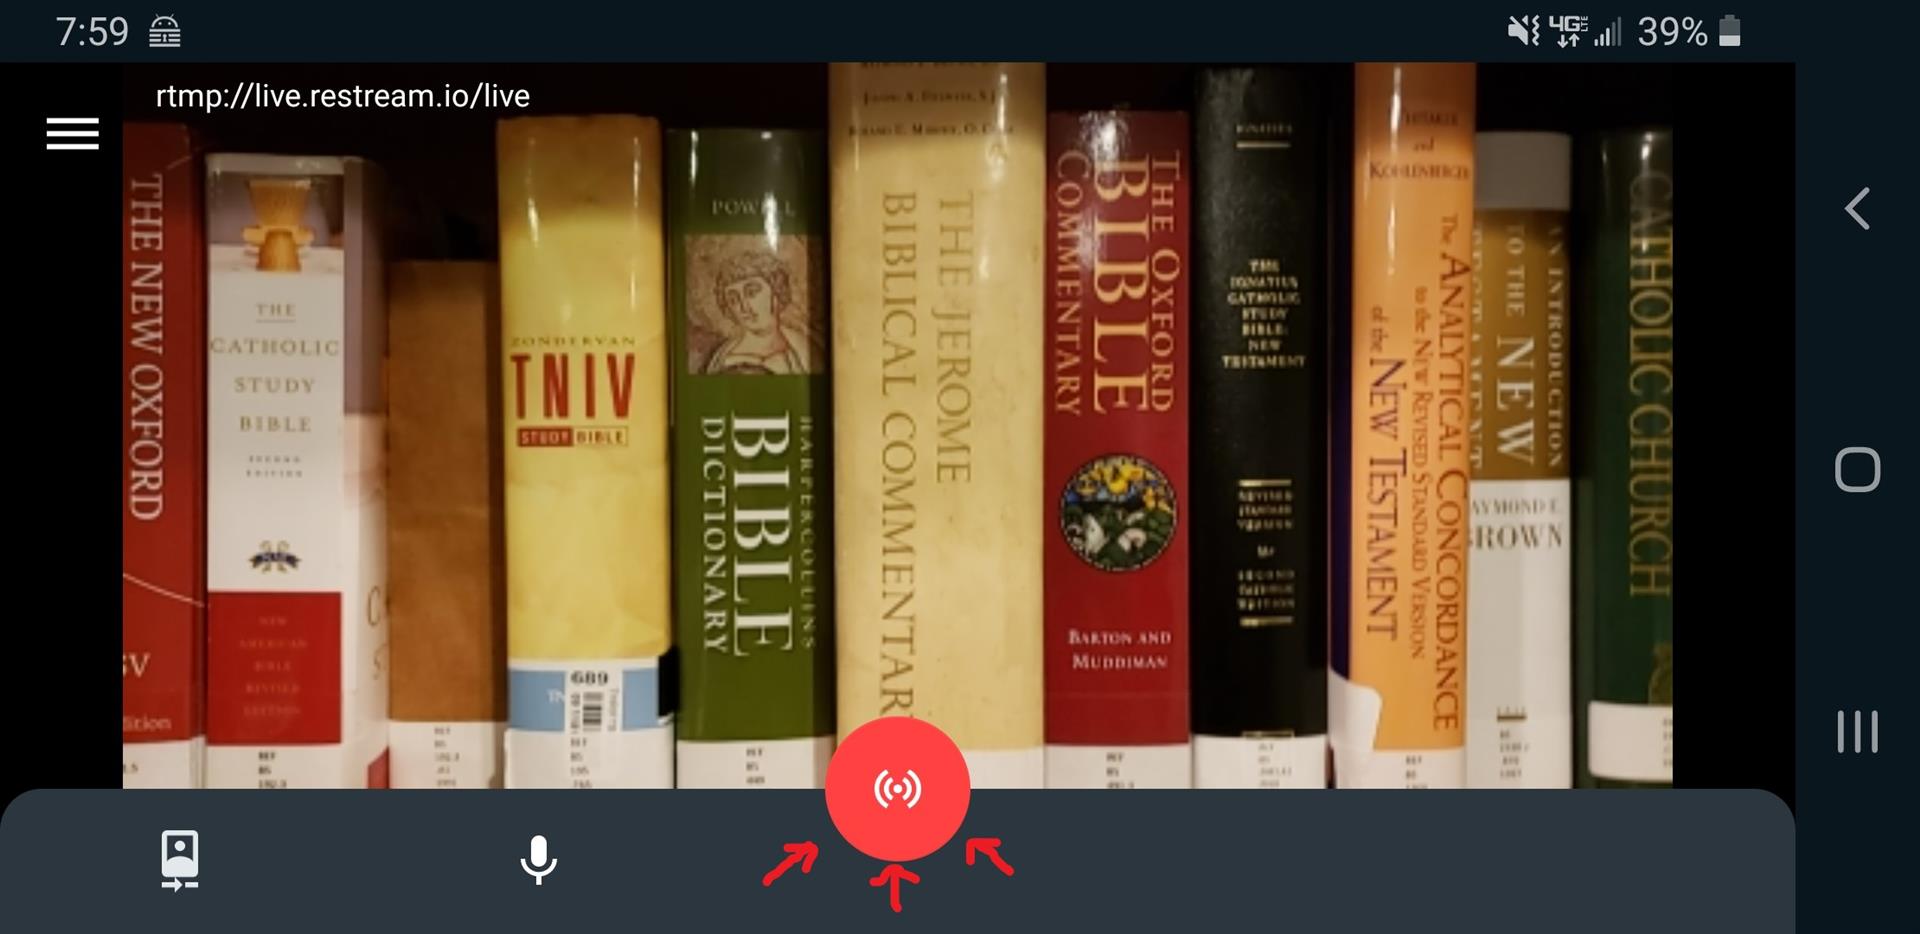 7:59
4G LTE
39%
rtmp://live.restream.io/live
THE NEW OXFORD
THE
CATHOLIC
STUDY
BIBLE
SECOND
EDITION
NEW
AMERICAN
BIBLE
REVISED
EDITION
ZONDERVAN
TNIV
STUDY BIBLE
689
POWELL
HARPERCOLLINS
BIBLE
DICTIONARY
THE JEROME
BIBLICAL COMMENTAR
THE OXFORD
BIBLE
COMMENTARY
BARTON AND
MUDDIMAN
IGNATIUS
THE
IGNATIUS
CATHOLIC
STUDY
BIBLE:
NEW
TESTAMENT
REVISED
STANDARD
VERSION
SECOND
CATHOLIC
EDITION
and
KOHLENBERGER
The ANALYTICAL CONCORDANCE
to the NEW REVISED STANDARD VERSION
of the NEW TESTAMENT
AN INTRODUCTION
TO THE NEW
TESTAMENT
AYMOND E.
BROWN
CATHOLIC CHURCH